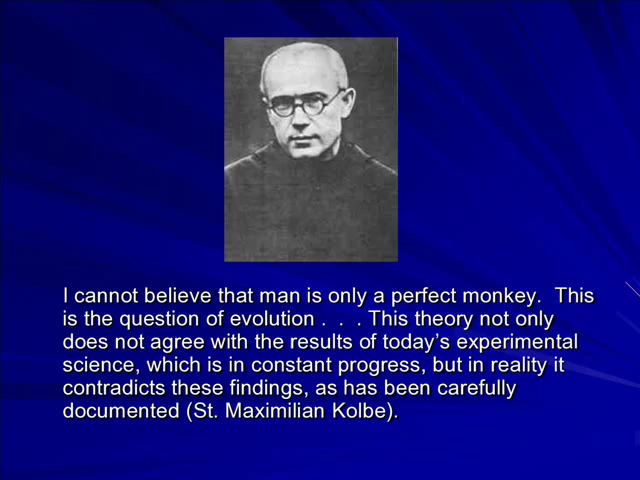 I cannot believe that man is only a perfect monkey.  This
is the question of evolution .  .  . This theory not only
does not agree with the results of today’s experimental
science, which is in constant progress, but in reality it
contradicts these findings, as has been carefully
documented (St. Maximilian Kolbe).